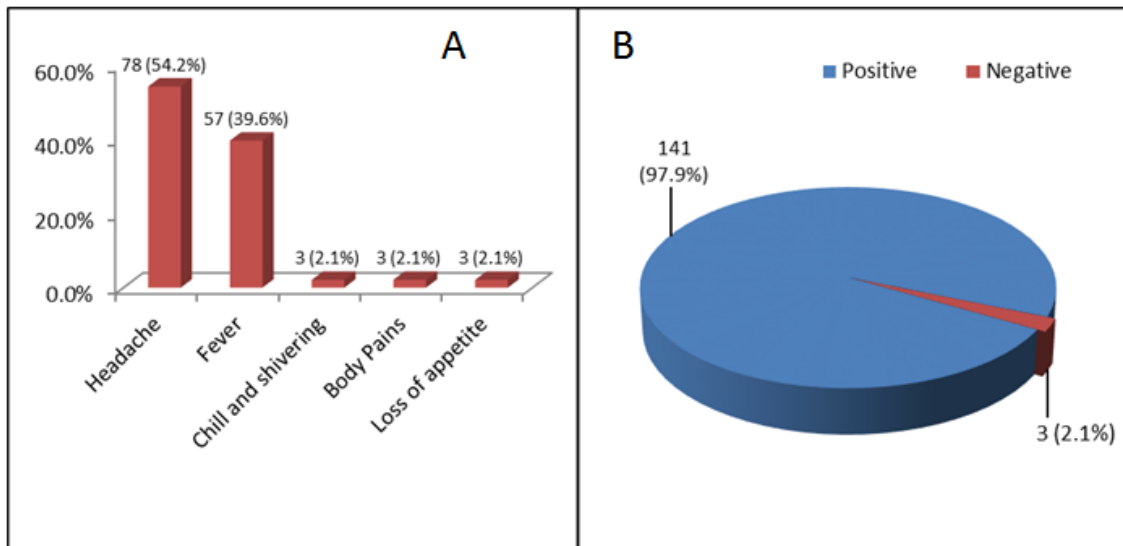 A
78 (54.2%)
57 (39.6%)
3 (2.1%) 3 (2.1%) 3 (2.1%)
60.0%
40.0%
20.0%
0.0%
Headache
Fever
Chill and shivering
Body Pains
Loss of appetite
B
Positive Negative
141
(97.9%)
3 (2.1%)